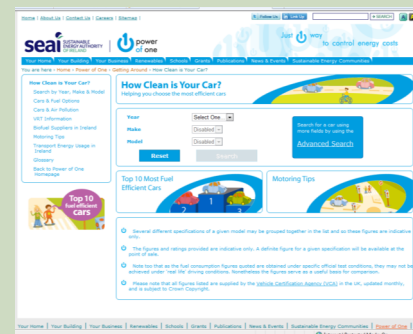 Home | About Us | Contact Us | Careers | Sitemap |
Follow Us
SEARCH
seai SUSTAINABLE ENERGY AUTHORITY OF IRELAND
power of one
Just way to control energy costs
Your Home Your Building Your Business Renewables Schools Grants Publications News & Events Sustainable Energy Communities
You are here › Home › Power of One › Getting Around › How Clean is Your Car?
How Clean is Your Car?
Search by Year, Make & Model
Cars & Fuel Options
Cars & Air Pollution
VRT Information
Biofuel Suppliers in Ireland
Motoring Tips
Transport Energy Usage in Ireland
Glossary
Back to Power of One Homepage
Top 10 fuel efficient cars
How Clean is Your Car?
Helping you choose the most efficient cars
Year Select One
Make Disabled
Model Disabled
Reset Search
Search for a car using more fields by using the
Advanced Search
Top 10 Most Fuel Efficient Cars
2 1 3
Motoring Tips
Several different specifications of a given model may be grouped together in the list and so these figures are indicative only.
The figures and ratings provided are indicative only. A definite figure for a given specification will be available at the point of sale.
Note too that as the fuel consumption figures quoted are obtained under specific official test conditions, they may not be achieved under 'real life' driving conditions. Nonetheless the figures serve as a useful basis for comparison.
Please note that all figures listed are supplied by the Vehicle Certification Agency (VCA) in the UK, updated monthly, and is subject to Crown Copyright.
Your Home | Your Building | Your Business | Renewables | Schools | Grants | Publications | News & Events | Sustainable Energy Communities | Power of One |